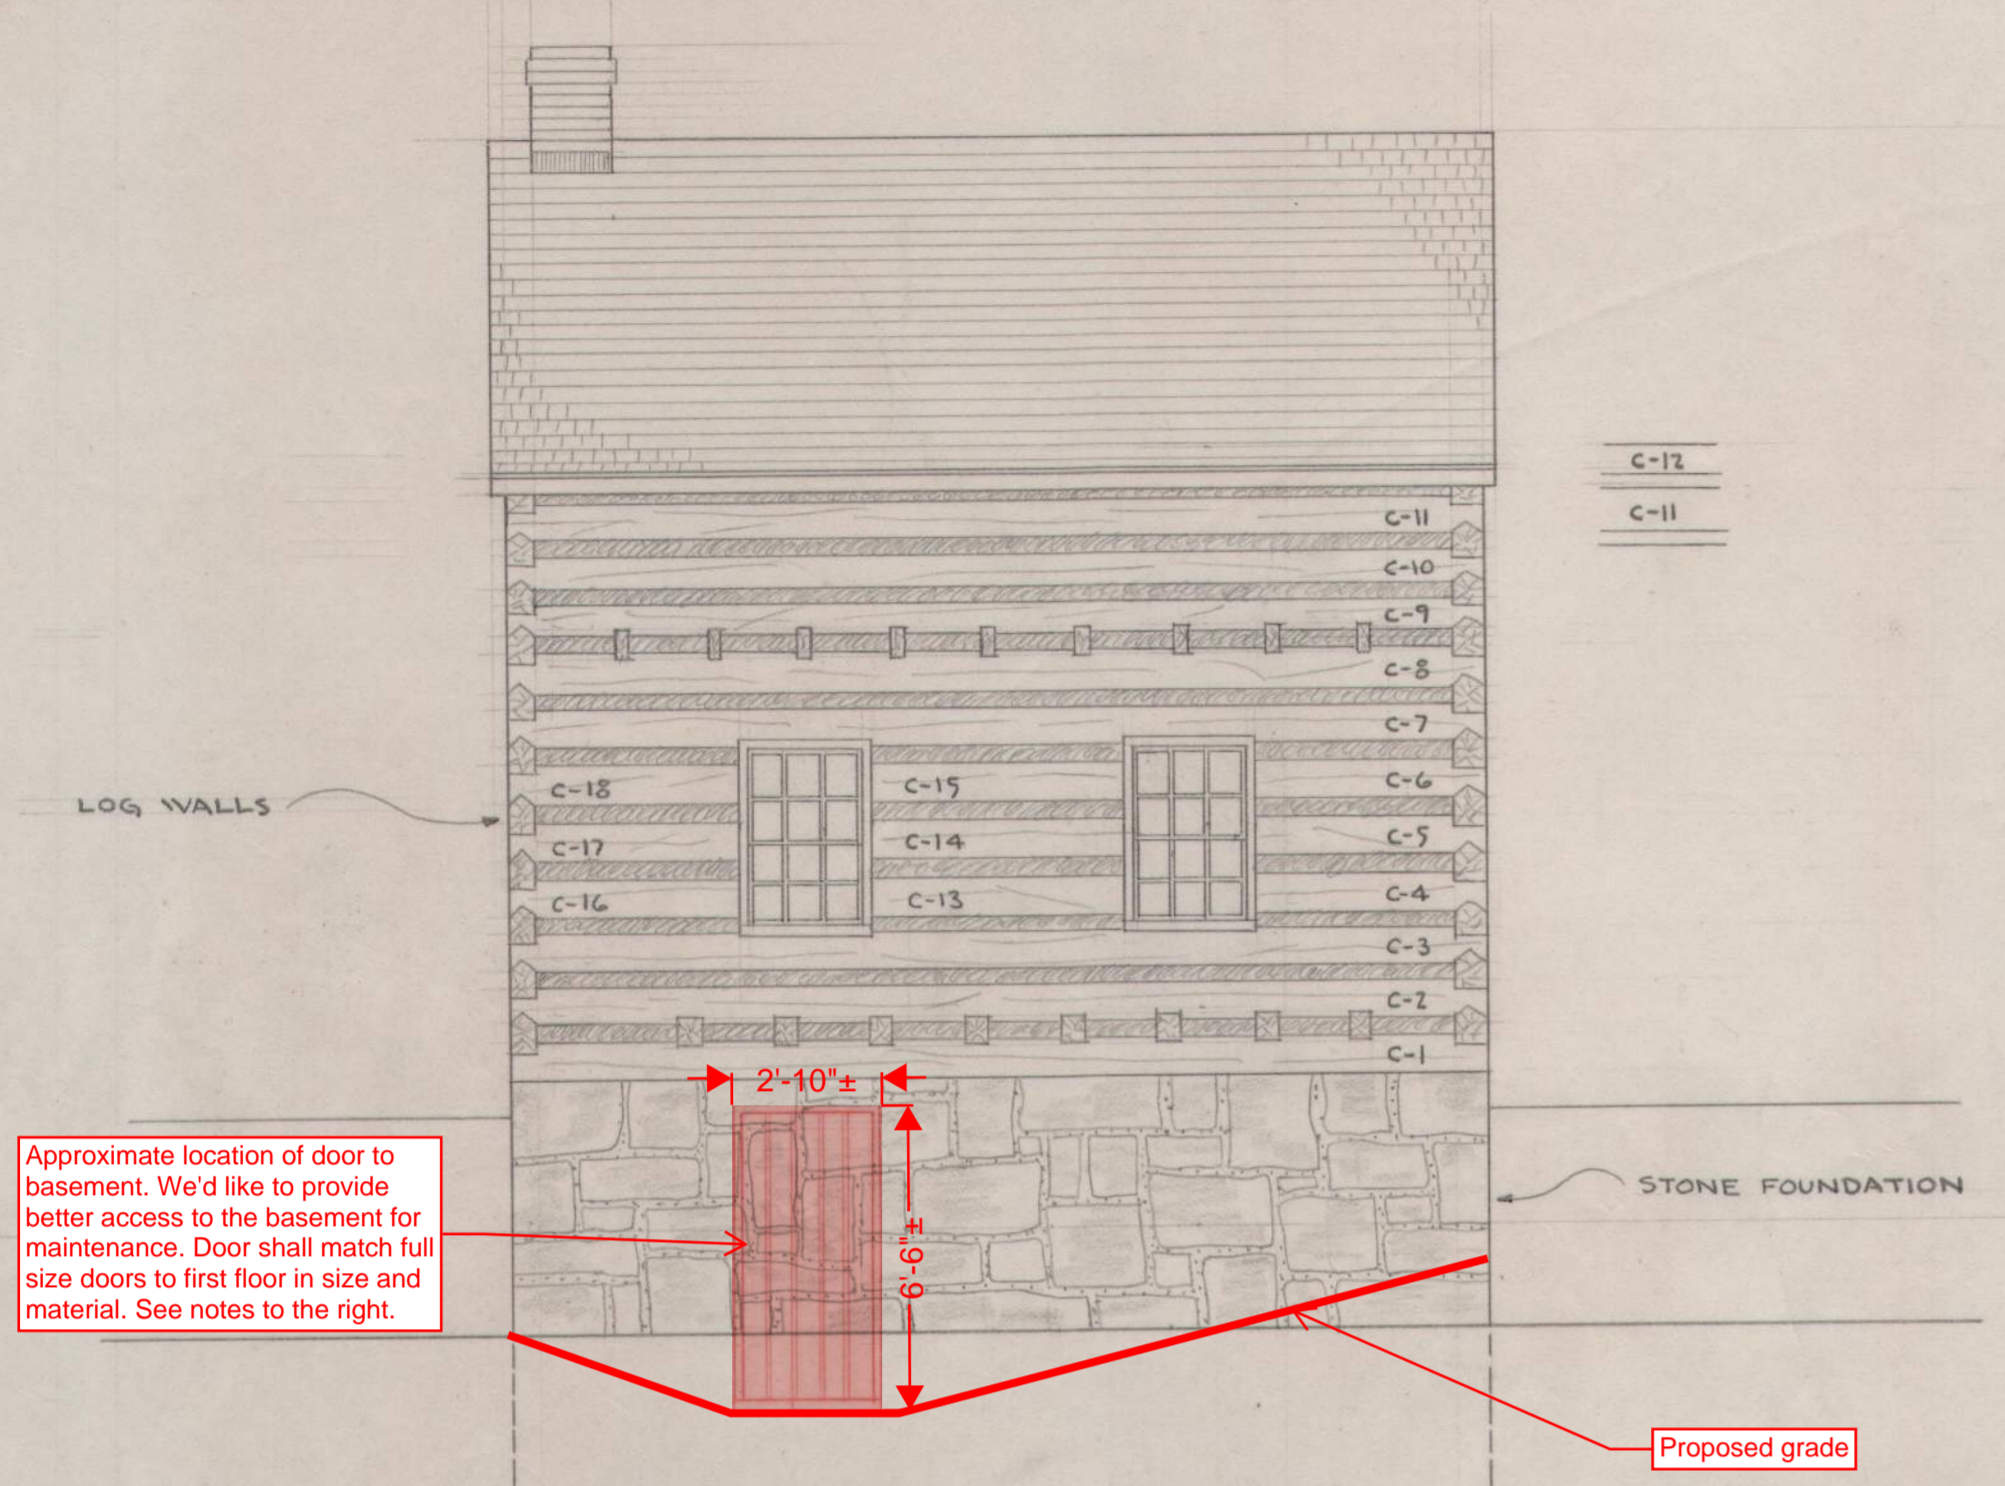 C-12
C-11
C-11
C-10
C-9
C-8
C-7
C-18
C-15
C-6
LOG WALLS
C-17
C-14
C-5
C-16
C-13
C-4
C-3
C-2
C-1
2'-10"±
Approximate location of door to
basement. We'd like to provide
better access to the basement for
maintenance. Door shall match full
size doors to first floor in size and
material. See notes to the right.
6'-6"±
STONE FOUNDATION
Proposed grade